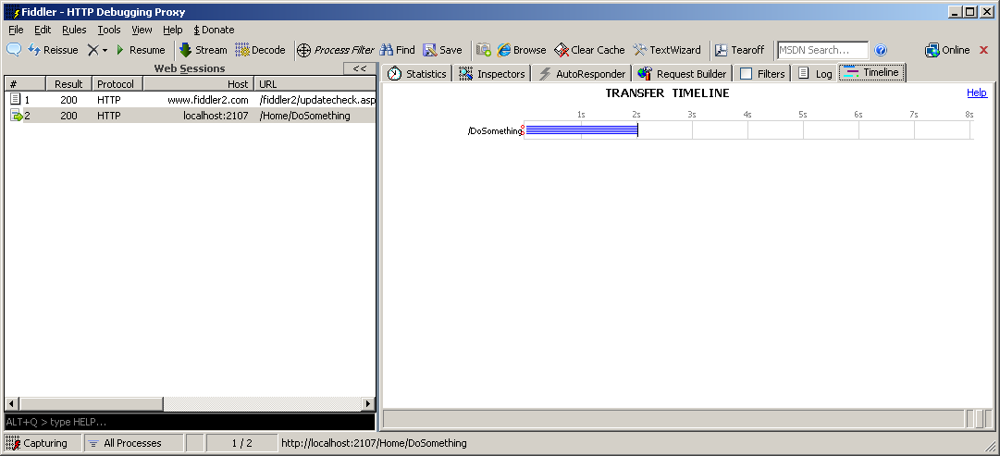 Fiddler - HTTP Debugging Proxy
File Edit Rules Tools View Help $ Donate
Reissue Resume Stream Decode Process Filter Find Save Browse Clear Cache TextWizard Tearoff MSDN Search... Online
Web Sessions <<
Statistics Inspectors AutoResponder Request Builder Filters Log Timeline
# Result Protocol Host URL
1 200 HTTP www.fiddler2.com /fiddler2/updatecheck.asp
2 200 HTTP localhost:2107 /Home/DoSomething
TRANSFER TIMELINE
Help
1s 2s 3s 4s 5s 6s 7s 8s
/DoSomething
ALT+Q > type HELP...
Capturing All Processes 1 / 2 http://localhost:2107/Home/DoSomething